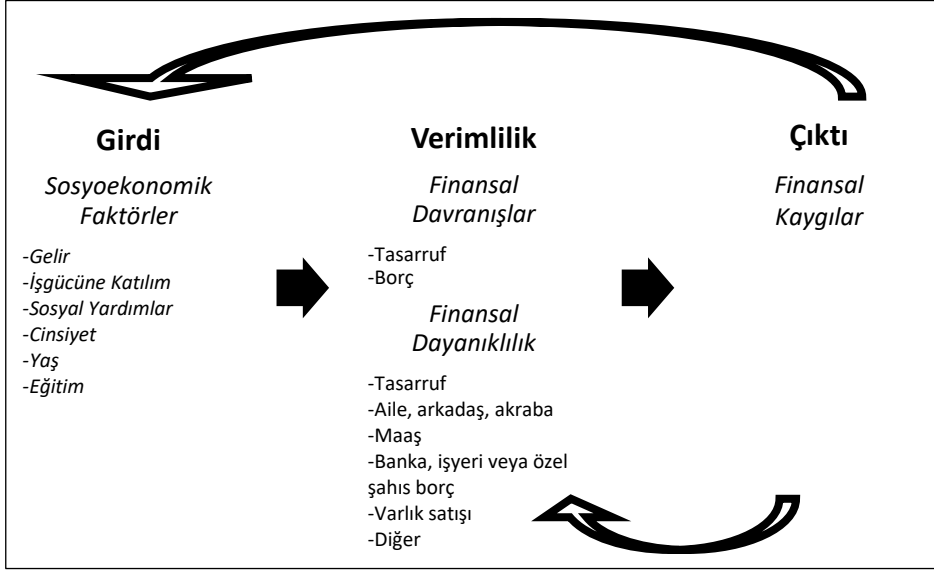 Girdi
Sosyoekonomik
Faktörler
-Gelir
-İşgücüne Katılım
-Sosyal Yardımlar
-Cinsiyet
-Yaş
-Eğitim
Verimlilik
Finansal
Davranışlar
-Tasarruf
-Borç
Finansal
Dayanıklılık
-Tasarruf
-Aile, arkadaş, akraba
-Maaş
-Banka, işyeri veya özel
şahıs borç
-Varlık satışı
-Diğer
Çıktı
Finansal
Kaygılar